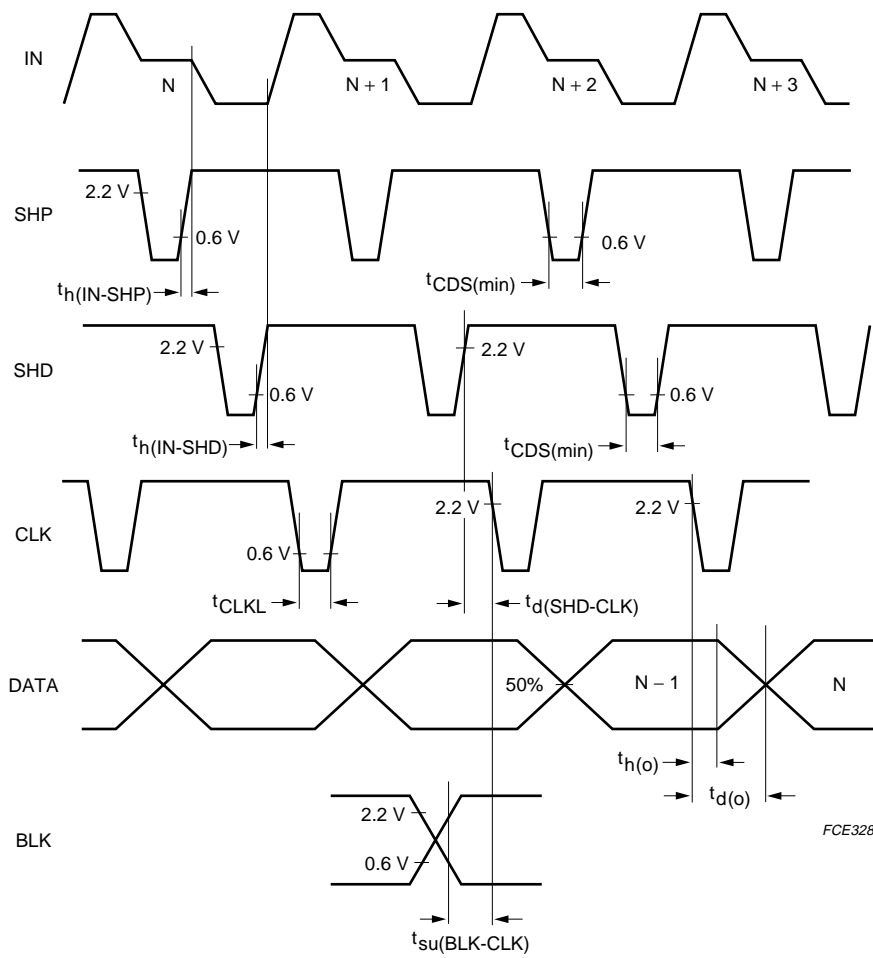 IN
N
N + 1
N + 2
N + 3
SHP
2.2 V
0.6 V
0.6 V
th(IN-SHP)
tCDS(min)
SHD
2.2 V
2.2 V
0.6 V
0.6 V
th(IN-SHD)
tCDS(min)
CLK
2.2 V
2.2 V
0.6 V
tCLKL
td(SHD-CLK)
DATA
50%
N − 1
N
th(o)
td(o)
BLK
2.2 V
0.6 V
FCE328
tsu(BLK-CLK)